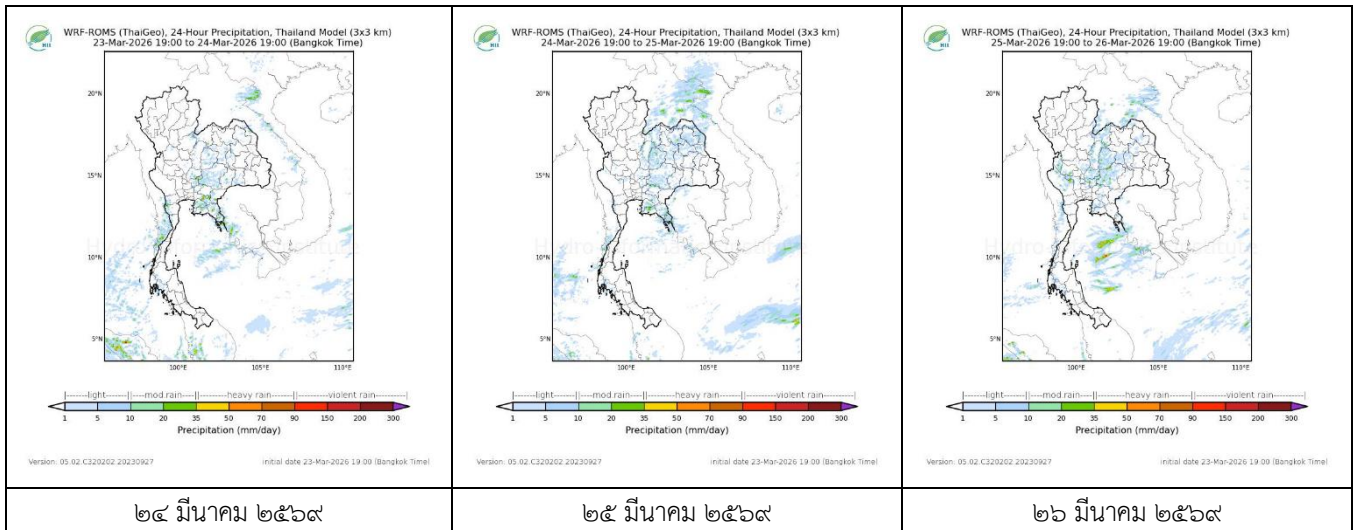 WRF-ROMS (ThaiGeo), 24-Hour Precipitation, Thailand Model (3x3 km)
23-Mar-2026 19:00 to 24-Mar-2026 19:00 (Bangkok Time)
HII
20°N
15°N
10°N
5°N
100°E 105°E 110°E
|-------light------||---mod.rain---||------heavy rain------||------violent rain------|
1 5 10 20 35 50 70 90 150 200 300
Precipitation (mm/day)
Version: 05.02.C320202.20230927 initial date 23-Mar-2026 19:00 (Bangkok Time)
๒๔ มีนาคม ๒๕๖๙
WRF-ROMS (ThaiGeo), 24-Hour Precipitation, Thailand Model (3x3 km)
24-Mar-2026 19:00 to 25-Mar-2026 19:00 (Bangkok Time)
HII
20°N
15°N
10°N
5°N
100°E 105°E 110°E
|-------light------||---mod.rain---||------heavy rain------||------violent rain------|
1 5 10 20 35 50 70 90 150 200 300
Precipitation (mm/day)
Version: 05.02.C320202.20230927 initial date 23-Mar-2026 19:00 (Bangkok Time)
๒๕ มีนาคม ๒๕๖๙
WRF-ROMS (ThaiGeo), 24-Hour Precipitation, Thailand Model (3x3 km)
25-Mar-2026 19:00 to 26-Mar-2026 19:00 (Bangkok Time)
HII
20°N
15°N
10°N
5°N
100°E 105°E 110°E
|-------light------||---mod.rain---||------heavy rain------||------violent rain------|
1 5 10 20 35 50 70 90 150 200 300
Precipitation (mm/day)
Version: 05.02.C320202.20230927 initial date 23-Mar-2026 19:00 (Bangkok Time)
๒๖ มีนาคม ๒๕๖๙